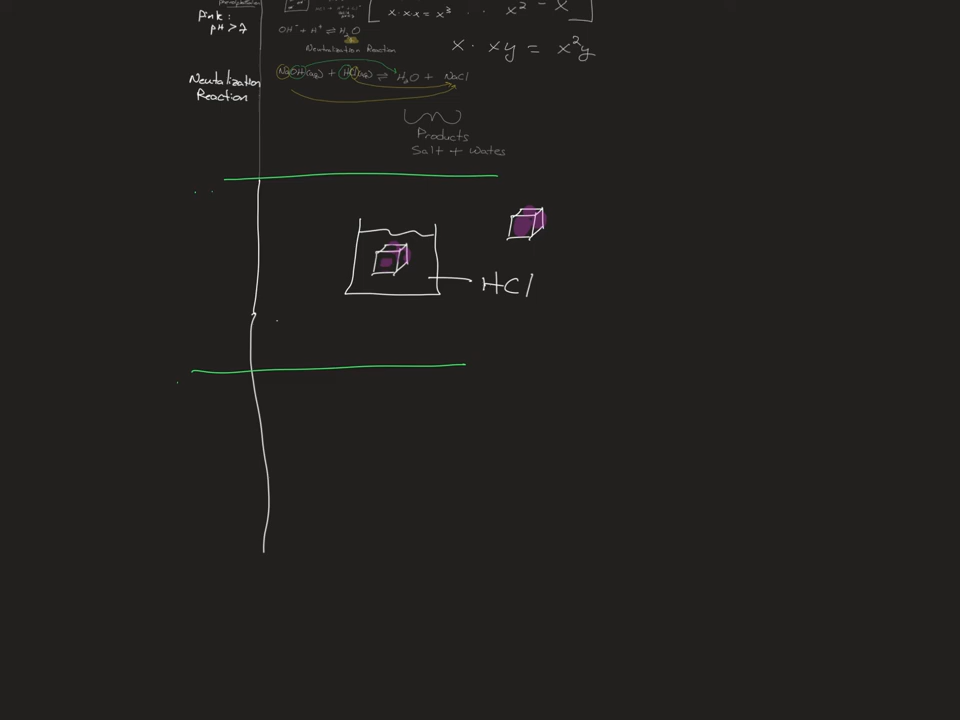 pink:
pH > 7
x · x x = x³ . . x² - x
OH⁻ + H⁺ ⇌ H₂O
x · xy = x²y
Neutralization Reaction
Neutralization
Reaction
NaOH(aq) + HCl(aq) ⇌ H₂O + NaCl
Products
Salt + Wates
HCl